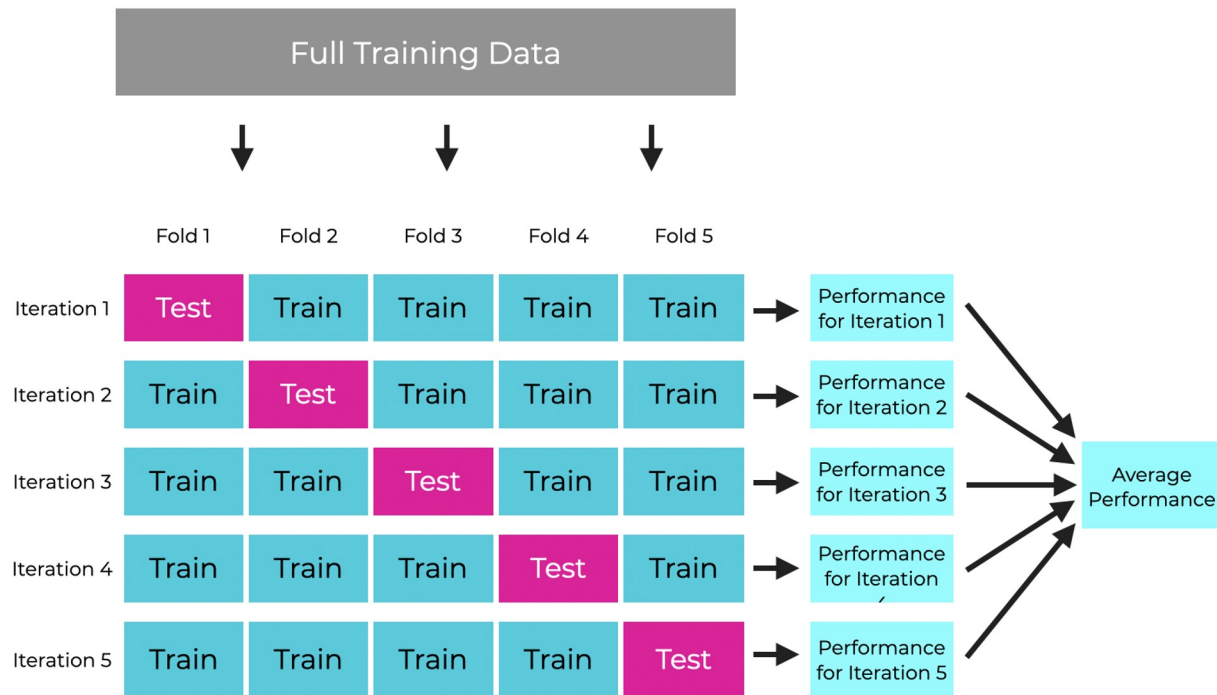 Full Training Data
Fold 1 Fold 2 Fold 3 Fold 4 Fold 5
Iteration 1 Test Train Train Train Train Performance
for Iteration 1
Iteration 2 Train Test Train Train Train Performance
for Iteration 2
Iteration 3 Train Train Test Train Train Performance
for Iteration 3
Average
Performance
Iteration 4 Train Train Train Test Train Performance
for Iteration
Iteration 5 Train Train Train Train Test Performance
for Iteration 5